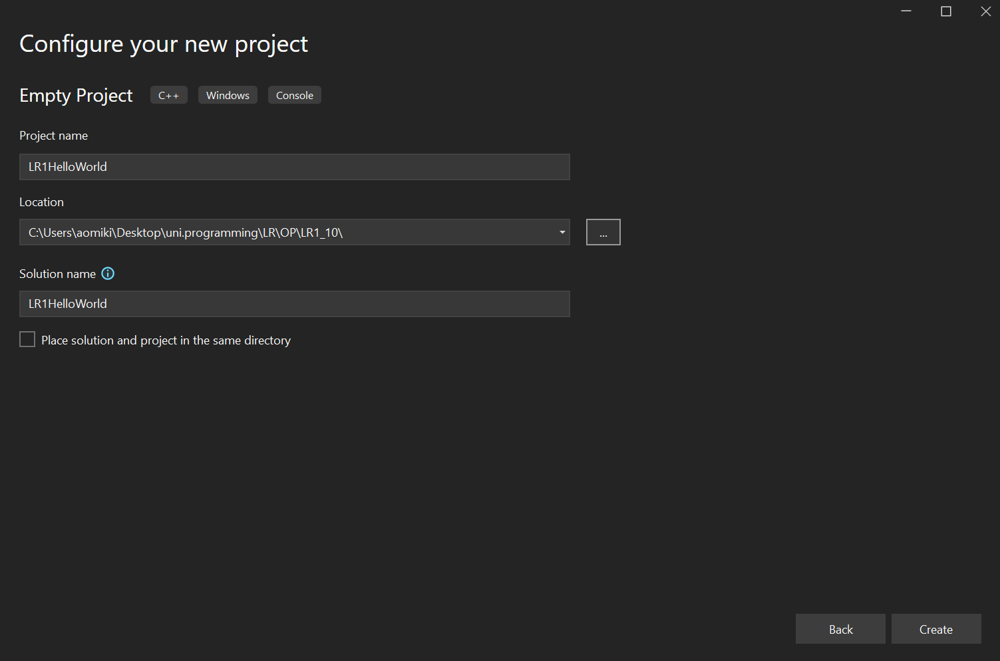 Configure your new project
Empty Project C++ Windows Console
Project name
LR1HelloWorld
Location
C:\Users\aomiki\Desktop\uni.programming\LR\OP\LR1_10\
...
Solution name
LR1HelloWorld
Place solution and project in the same directory
Back Create